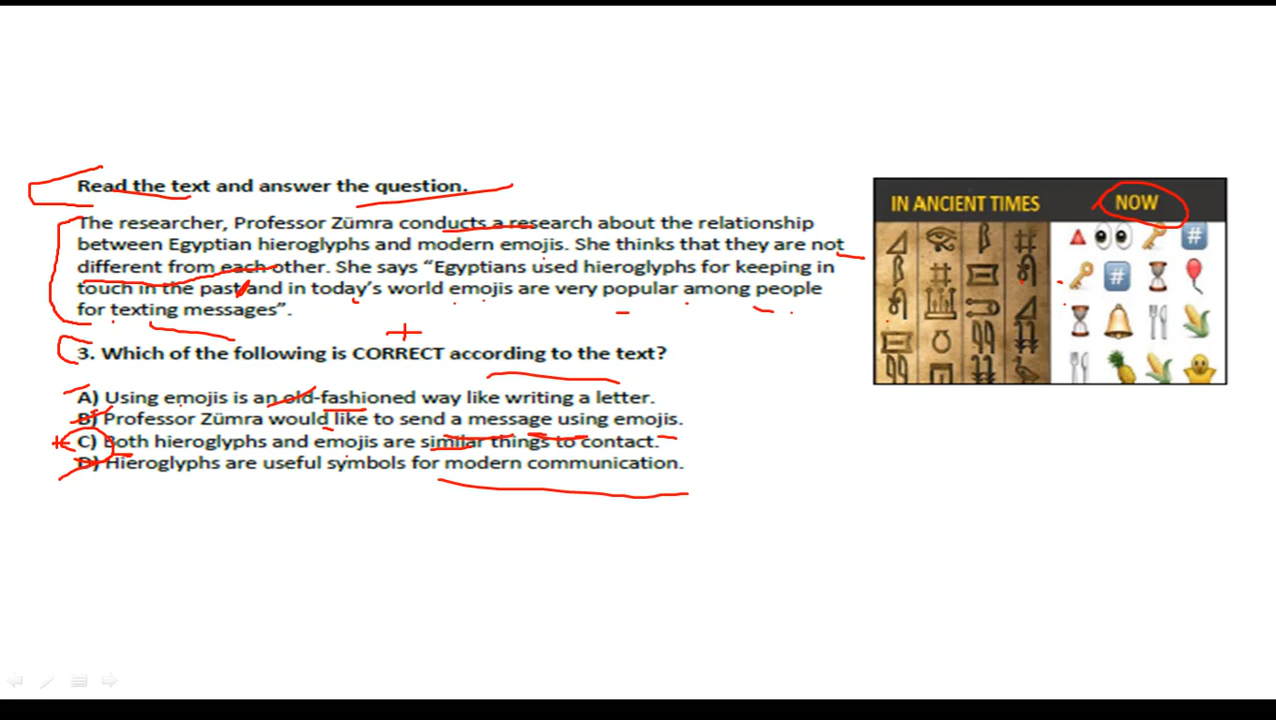 Read the text and answer the question.
The researcher, Professor Zümra conducts a research about the relationship
between Egyptian hieroglyphs and modern emojis. She thinks that they are not
different from each other. She says “Egyptians used hieroglyphs for keeping in
touch in the past and in today’s world emojis are very popular among people
for texting messages”.
3. Which of the following is CORRECT according to the text?
A) Using emojis is an old-fashioned way like writing a letter.
B) Professor Zümra would like to send a message using emojis.
C) Both hieroglyphs and emojis are similar things to contact.
D) Hieroglyphs are useful symbols for modern communication.
IN ANCIENT TIMES NOW